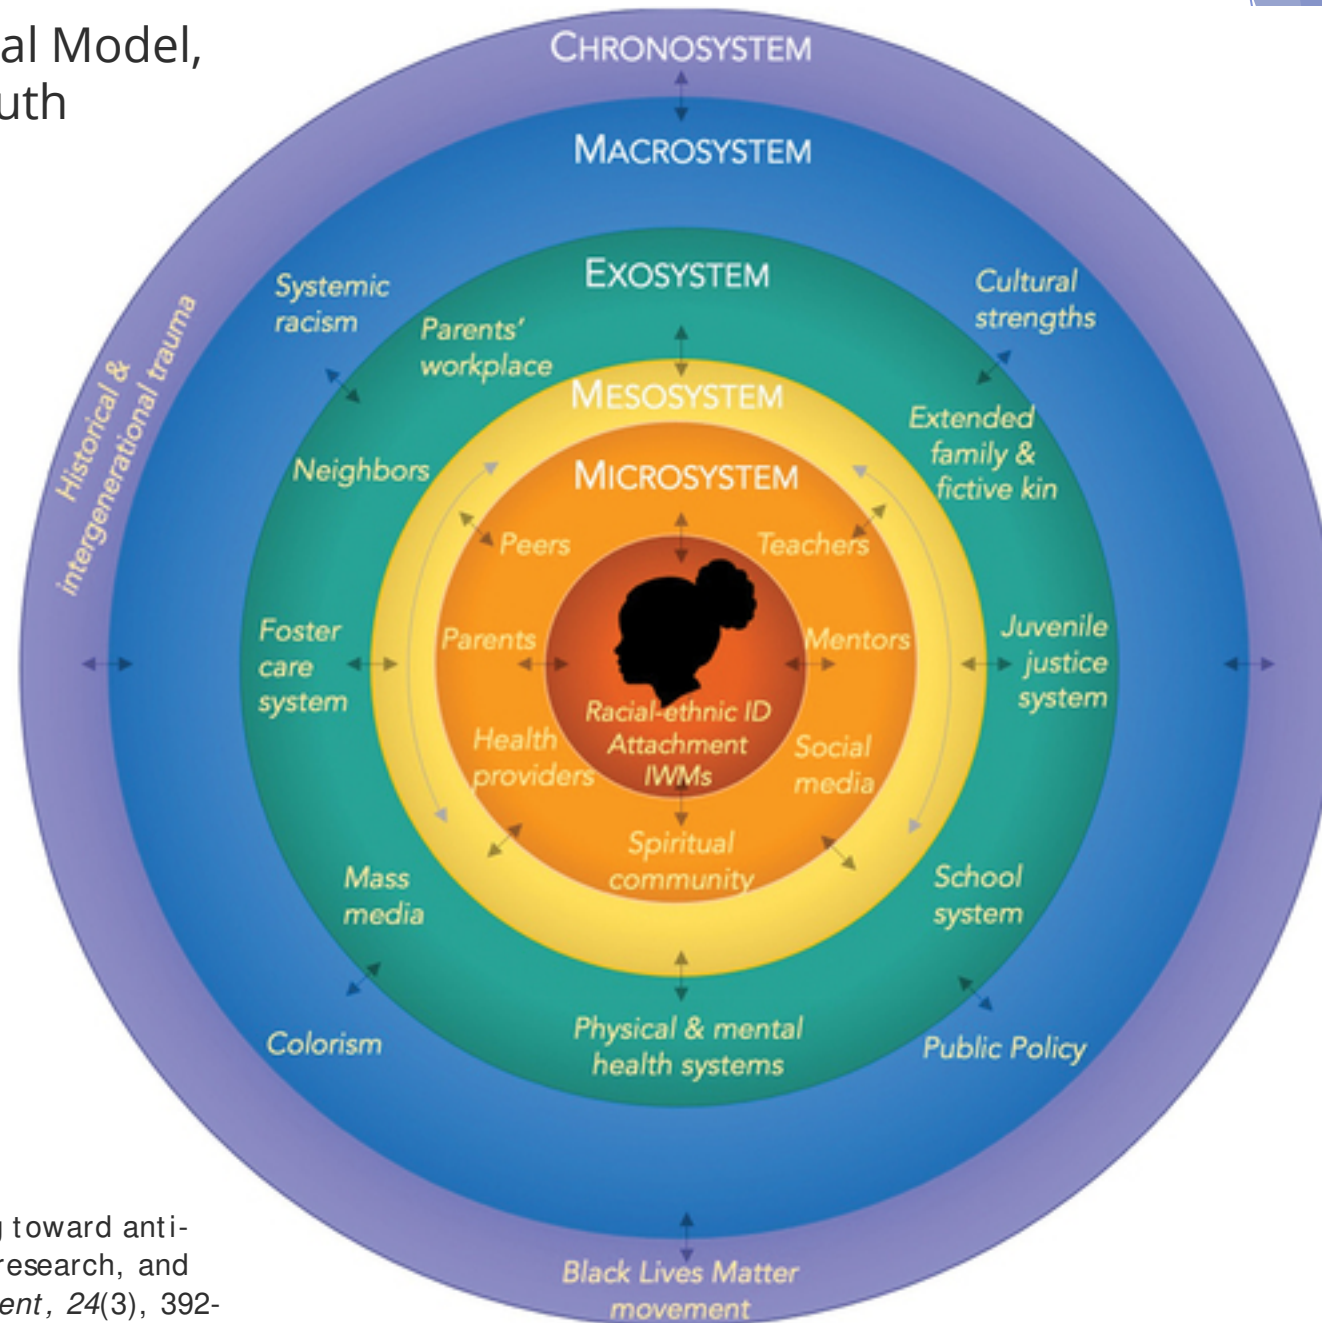 al Model,
uth
CHRONOSYSTEM
MACROSYSTEM
EXOSYSTEM
MESOSYSTEM
MICROSYSTEM
Historical &
intergenerational trauma
Systemic
racism
Cultural
strengths
Parents'
workplace
Extended
family &
fictive kin
Neighbors
Peers
Teachers
Foster
care
system
Parents
Mentors
Juvenile
justice
system
Racial-ethnic ID
Attachment
IWMs
Health
providers
Social
media
Spiritual
community
Mass
media
School
system
Physical & mental
health systems
Colorism
Public Policy
Black Lives Matter
movement
g toward anti-
research, and
ent, 24(3), 392-